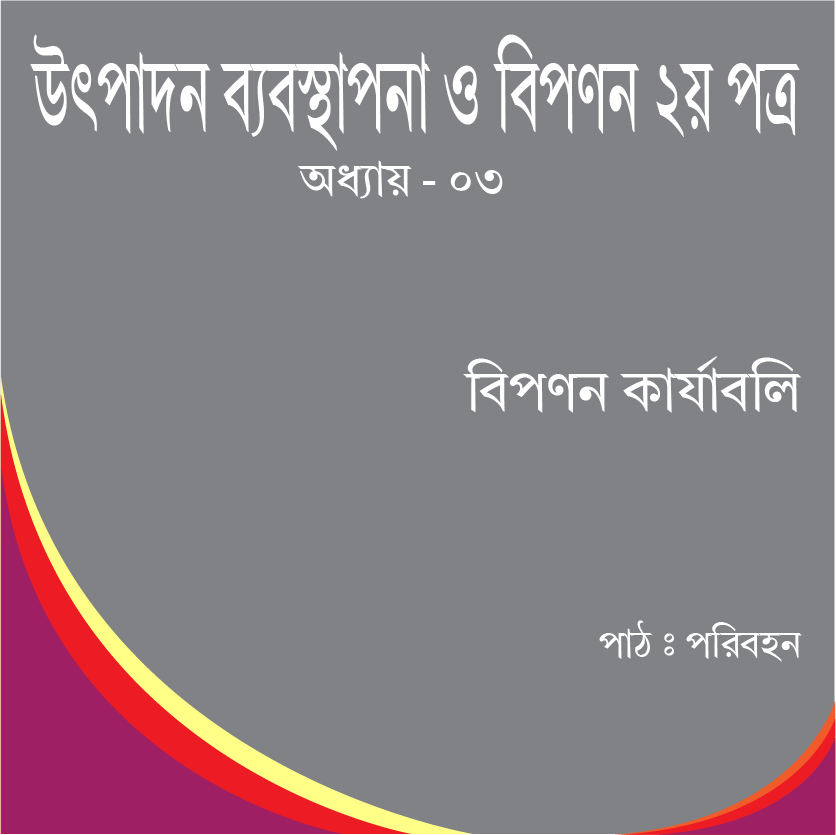 উৎপাদন ব্যবস্থাপনা ও বিপণন ২য় পত্র
অধ্যায় - ০৩
বিপণন কার্যাবলি
পাঠ ঃ পরিবহন